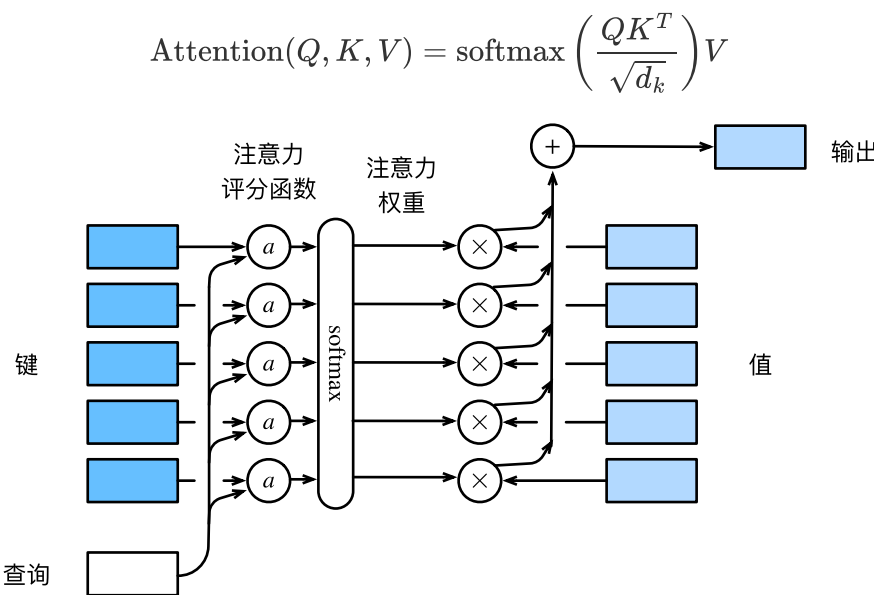 Attention(Q, K, V) = softmax(QK^T / √d_k)V
+
输出
注意力
评分函数
注意力
权重
a
×
a
×
softmax
键
a
×
值
a
×
a
×
查询